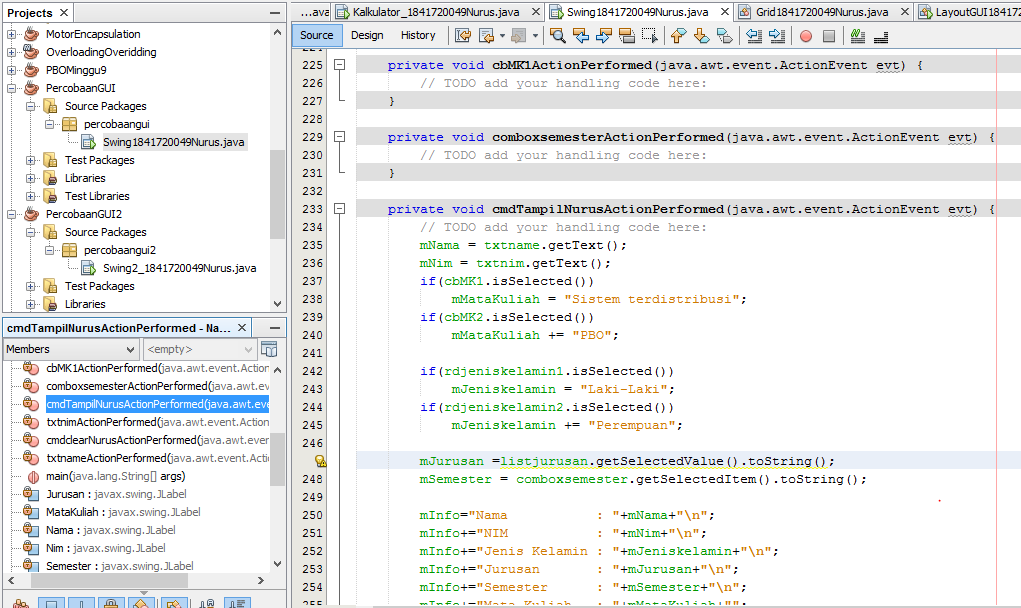 Projects
MotorEncapsulation
OverloadingOveridding
PBOMinggu9
PercobaanGUI
Source Packages
percobaangui
Swing1841720049Nurus.java
Test Packages
Libraries
Test Libraries
PercobaanGUI2
Source Packages
percobaangui2
Swing2_1841720049Nurus.java
Test Packages
Libraries
cmdTampilNurusActionPerformed - Na...
Members
<empty>
cbMK1ActionPerformed(java.awt.event.Action
comboxsemesterActionPerformed(java.awt.ev
cmdTampilNurusActionPerformed(java.awt.eve
txtnimActionPerformed(java.awt.event.Action
cmdclearNurusActionPerformed(java.awt.ever
txtnameActionPerformed(java.awt.event.Acti
main(java.lang.String[] args)
Jurusan : javax.swing.JLabel
MataKuliah : javax.swing.JLabel
Nama : javax.swing.JLabel
Nim : javax.swing.JLabel
Semester : javax.swing.JLabel
...ava Kalkulator_1841720049Nurus.java Swing1841720049Nurus.java Grid1841720049Nurus.java LayoutGUI184172
Source Design History
225 private void cbMK1ActionPerformed(java.awt.event.ActionEvent evt) {
226 // TODO add your handling code here:
227 }
228
229 private void comboxsemesterActionPerformed(java.awt.event.ActionEvent evt) {
230 // TODO add your handling code here:
231 }
232
233 private void cmdTampilNurusActionPerformed(java.awt.event.ActionEvent evt) {
234 // TODO add your handling code here:
235 mNama = txtname.getText();
236 mNim = txtnim.getText();
237 if(cbMK1.isSelected())
238 mMataKuliah = "Sistem terdistribusi";
239 if(cbMK2.isSelected())
240 mMataKuliah += "PBO";
241
242 if(rdjeniskelamin1.isSelected())
243 mJeniskelamin = "Laki-Laki";
244 if(rdjeniskelamin2.isSelected())
245 mJeniskelamin += "Perempuan";
246
mJurusan =listjurusan.getSelectedValue().toString();
248 mSemester = comboxsemester.getSelectedItem().toString();
249
250 mInfo="Nama : "+mNama+"\n";
251 mInfo+="NIM : "+mNim+"\n";
252 mInfo+="Jenis Kelamin : "+mJeniskelamin+"\n";
253 mInfo+="Jurusan : "+mJurusan+"\n";
254 mInfo+="Semester : "+mSemester+"\n";
255 mInfo+="Mata Kuliah : "+mMataKuliah+"";